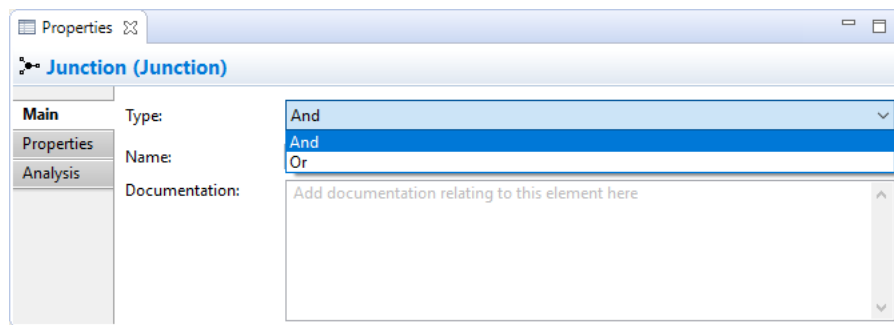 Properties
Junction (Junction)
Main
Properties
Analysis
Type:
And
And
Or
Name:
Documentation:
Add documentation relating to this element here